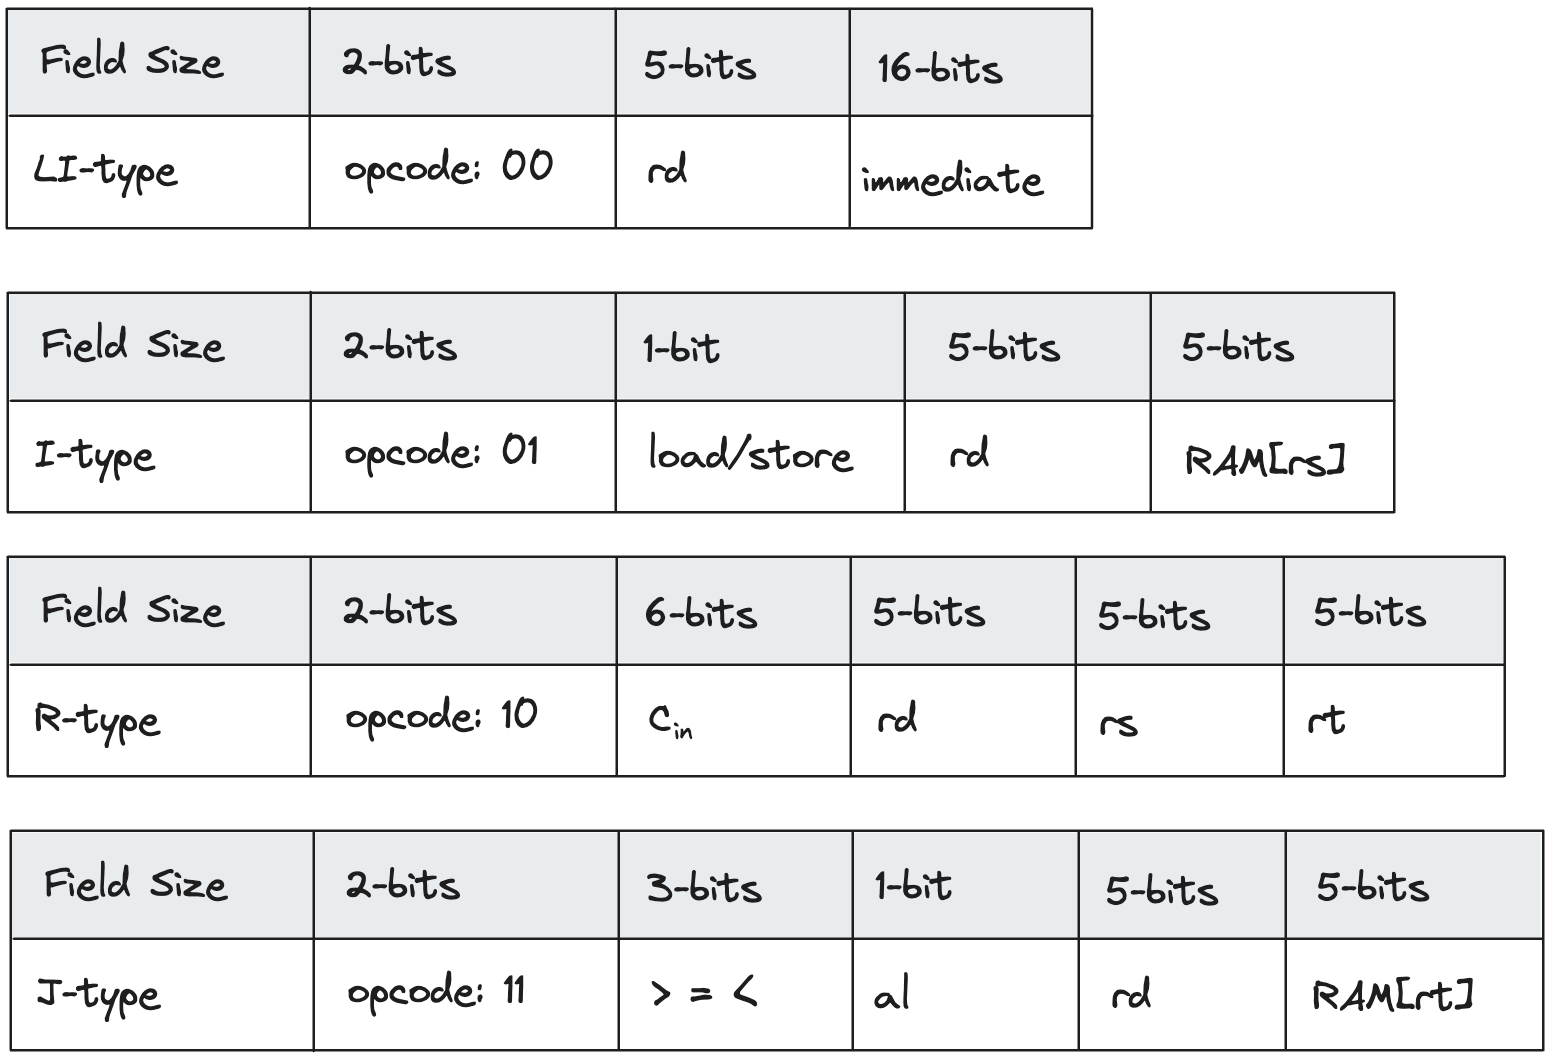 Field Size 2-bits 5-bits 16-bits
LI-type opcode: 00 rd immediate
Field Size 2-bits 1-bit 5-bits 5-bits
I-type opcode: 01 load/store rd RAM[rs]
Field Size 2-bits 6-bits 5-bits 5-bits 5-bits
R-type opcode: 10 Cin rd rs rt
Field Size 2-bits 3-bits 1-bit 5-bits 5-bits
J-type opcode: 11 > = < al rd RAM[rt]